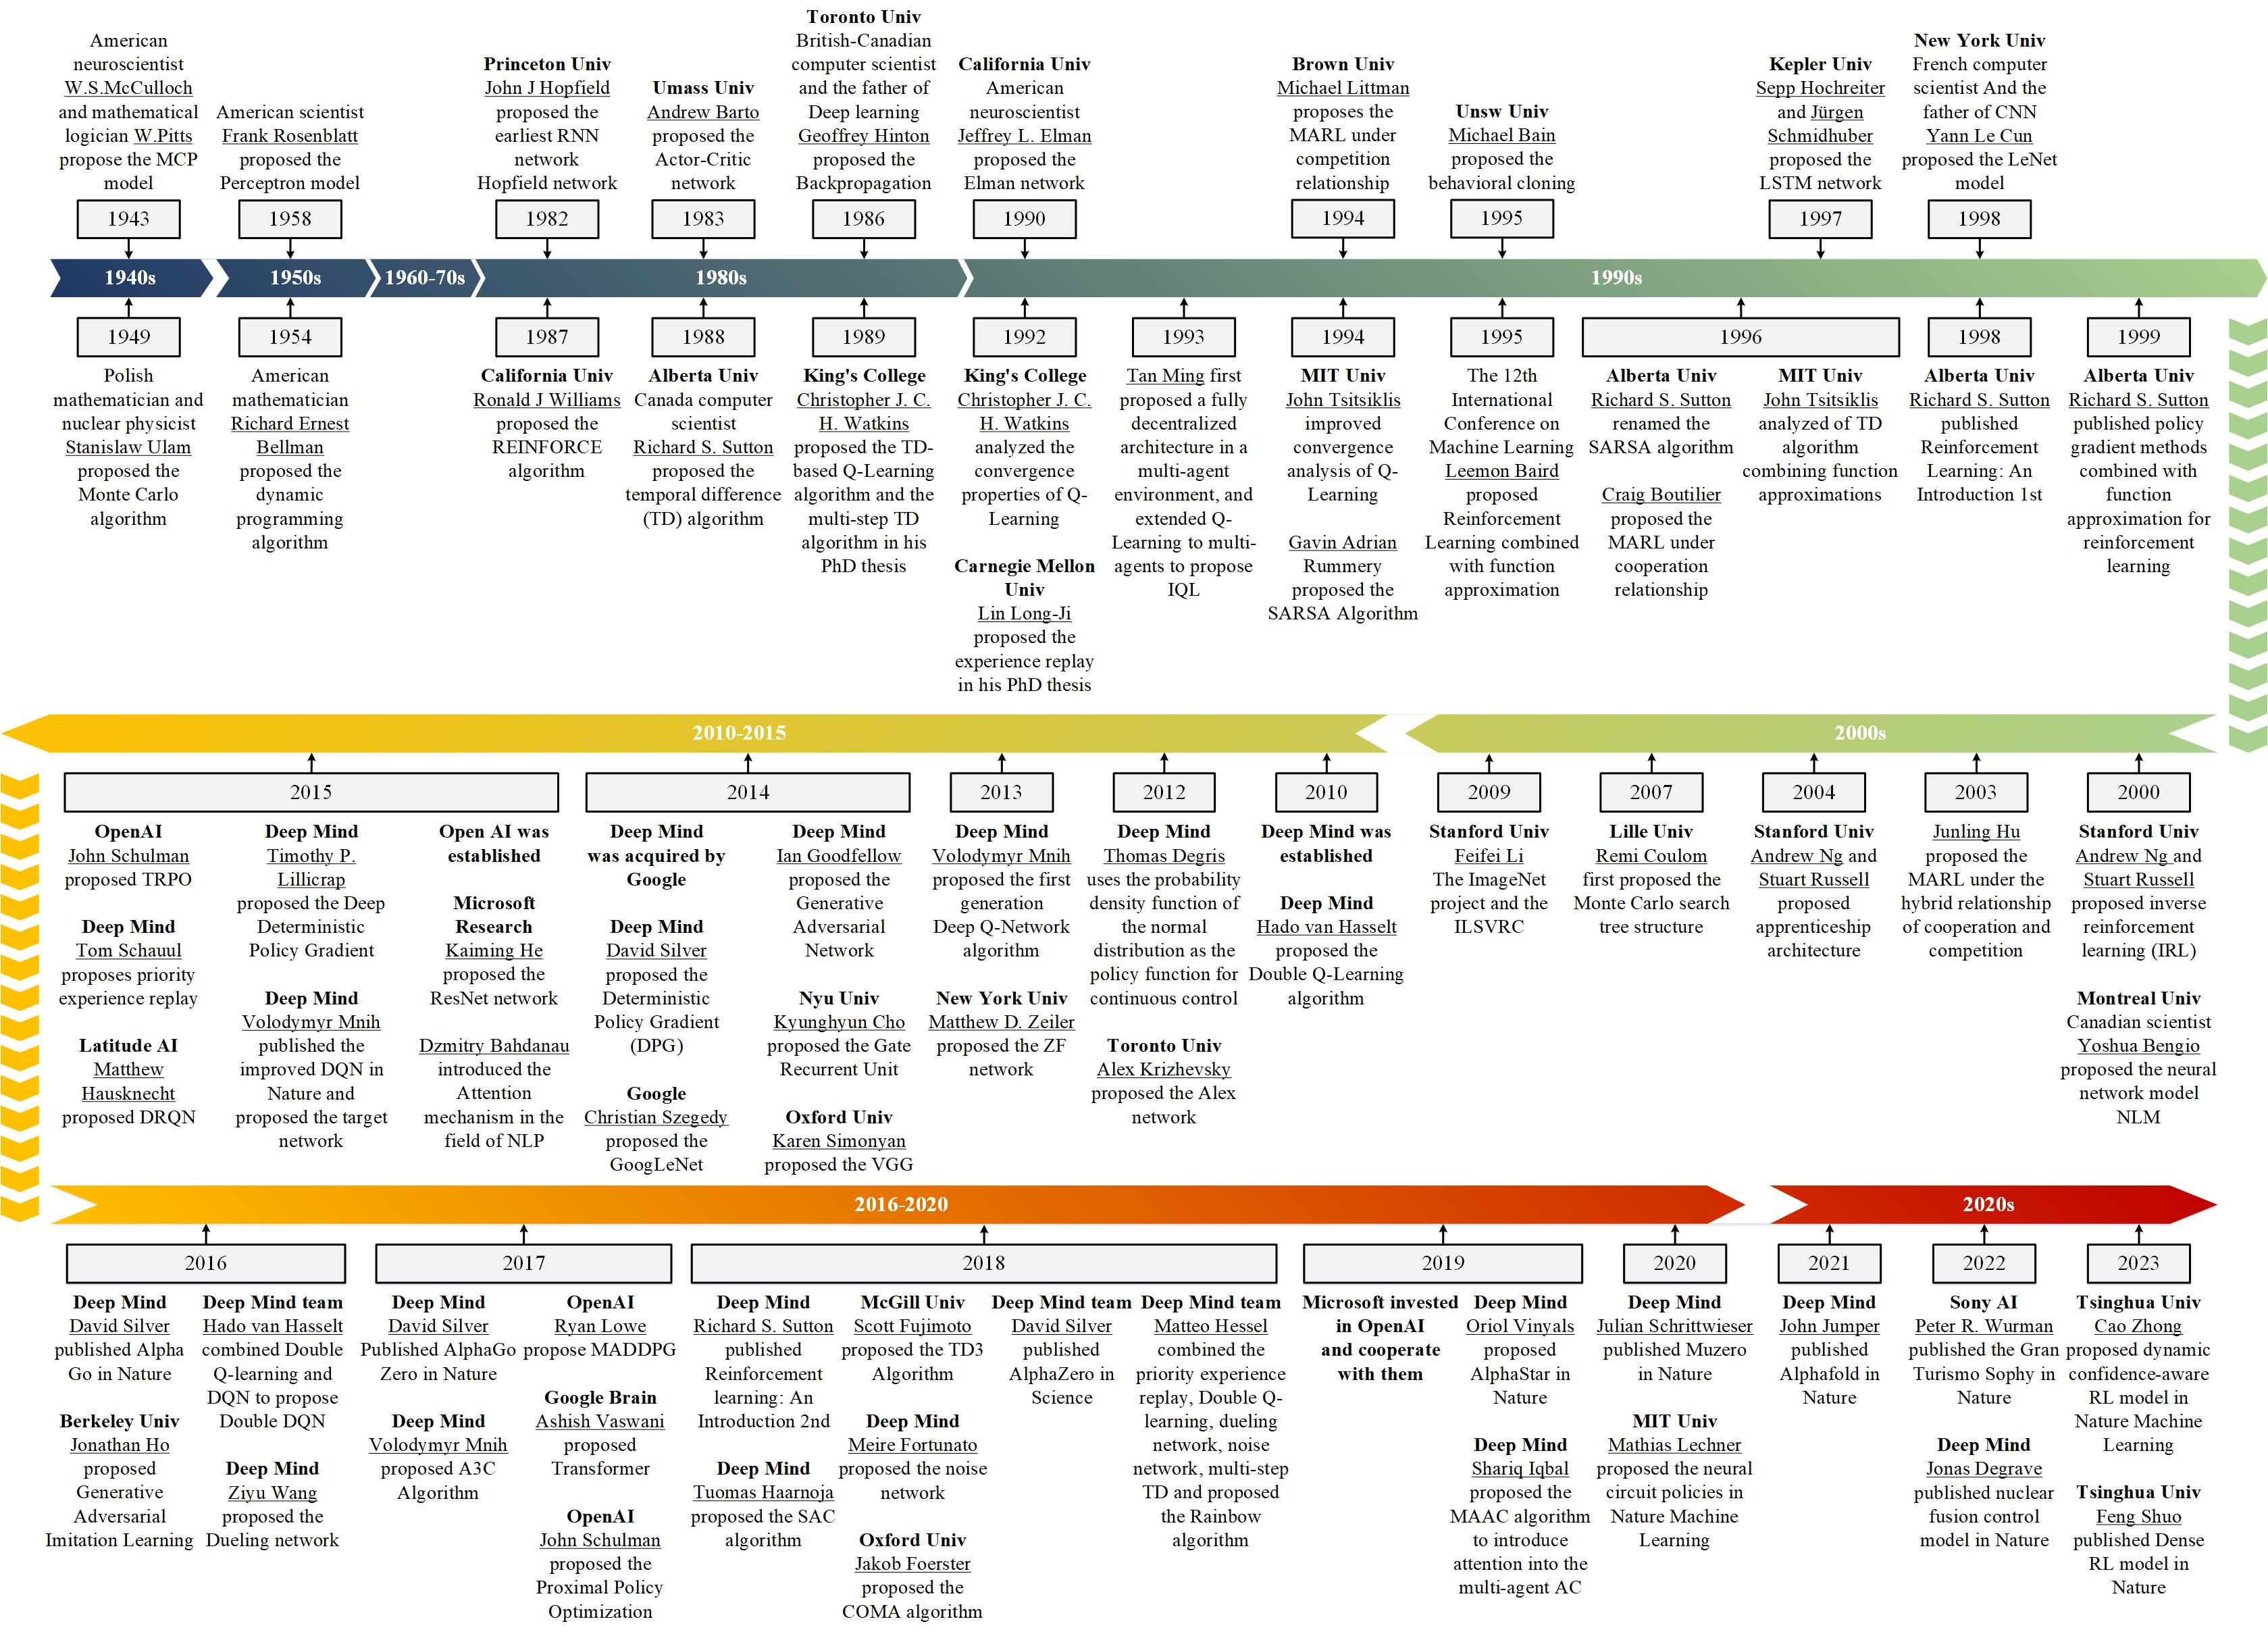 American
neuroscientist
W.S.McCulloch
and mathematical
logician W.Pitts
propose the MCP
model
1943
American scientist
Frank Rosenblatt
proposed the
Perceptron model
1958
Princeton Univ
John J Hopfield
proposed the
earliest RNN
network
Hopfield network
1982
Umass Univ
Andrew Barto
proposed the
Actor-Critic
network
1983
Toronto Univ
British-Canadian
computer scientist
and the father of
Deep learning
Geoffrey Hinton
proposed the
Backpropagation
1986
California Univ
American
neuroscientist
Jeffrey L. Elman
proposed the
Elman network
1990
Brown Univ
Michael Littman
proposes the
MARL under
competition
relationship
1994
Unsw Univ
Michael Bain
proposed the
behavioral cloning
1995
Kepler Univ
Sepp Hochreiter
and Jürgen
Schmidhuber
proposed the
LSTM network
1997
New York Univ
French computer
scientist And the
father of CNN
Yann Le Cun
proposed the LeNet
model
1998
1940s
1950s
1960-70s
1980s
1990s
1949
Polish
mathematician and
nuclear physicist
Stanislaw Ulam
proposed the
Monte Carlo
algorithm
1954
American
mathematician
Richard Ernest
Bellman
proposed the
dynamic
programming
algorithm
1987
California Univ
Ronald J Williams
proposed the
REINFORCE
algorithm
1988
Alberta Univ
Canada computer
scientist
Richard S. Sutton
proposed the
temporal difference
(TD) algorithm
1989
King's College
Christopher J. C.
H. Watkins
proposed the TD-
based Q-Learning
algorithm and the
multi-step TD
algorithm in his
PhD thesis
1992
King's College
Christopher J. C.
H. Watkins
analyzed the
convergence
properties of Q-
Learning
Carnegie Mellon
Univ
Lin Long-Ji
proposed the
experience replay
in his PhD thesis
1993
Tan Ming first
proposed a fully
decentralized
architecture in a
multi-agent
environment, and
extended Q-
Learning to multi-
agents to propose
IQL
1994
MIT Univ
John Tsitsiklis
improved
convergence
analysis of Q-
Learning
Gavin Adrian
Rummery
proposed the
SARSA Algorithm
1995
The 12th
International
Conference on
Machine Learning
Leemon Baird
proposed
Reinforcement
Learning combined
with function
approximation
1996
Alberta Univ
Richard S. Sutton
renamed the
SARSA algorithm
Craig Boutilier
proposed the
MARL under
cooperation
relationship
MIT Univ
John Tsitsiklis
analyzed of TD
algorithm
combining function
approximations
1998
Alberta Univ
Richard S. Sutton
published
Reinforcement
Learning: An
Introduction 1st
1999
Alberta Univ
Richard S. Sutton
published policy
gradient methods
combined with
function
approximation for
reinforcement
learning
2010-2015
2000s
2015
OpenAI
John Schulman
proposed TRPO
Deep Mind
Tom Schauul
proposes priority
experience replay
Latitude AI
Matthew
Hausknecht
proposed DRQN
Deep Mind
Timothy P.
Lillicrap
proposed the Deep
Deterministic
Policy Gradient
Deep Mind
Volodymyr Mnih
published the
improved DQN in
Nature and
proposed the target
network
Open AI was
established
Microsoft
Research
Kaiming He
proposed the
ResNet network
Dzmitry Bahdanau
introduced the
Attention
mechanism in the
field of NLP
2014
Deep Mind
was acquired by
Google
Deep Mind
David Silver
proposed the
Deterministic
Policy Gradient
(DPG)
Google
Christian Szegedy
proposed the
GoogLeNet
Deep Mind
Ian Goodfellow
proposed the
Generative
Adversarial
Network
Nyu Univ
Kyunghyun Cho
proposed the Gate
Recurrent Unit
Oxford Univ
Karen Simonyan
proposed the VGG
2013
Deep Mind
Volodymyr Mnih
proposed the first
generation
Deep Q-Network
algorithm
New York Univ
Matthew D. Zeiler
proposed the ZF
network
2012
Deep Mind
Thomas Degris
uses the probability
density function of
the normal
distribution as the
policy function for
continuous control
Toronto Univ
Alex Krizhevsky
proposed the Alex
network
2010
Deep Mind was
established
Deep Mind
Hado van Hasselt
proposed the
Double Q-Learning
algorithm
2009
Stanford Univ
Feifei Li
The ImageNet
project and the
ILSVRC
2007
Lille Univ
Remi Coulom
first proposed the
Monte Carlo search
tree structure
2004
Stanford Univ
Andrew Ng and
Stuart Russell
proposed
apprenticeship
architecture
2003
Junling Hu
proposed the
MARL under the
hybrid relationship
of cooperation and
competition
2000
Stanford Univ
Andrew Ng and
Stuart Russell
proposed inverse
reinforcement
learning (IRL)
Montreal Univ
Canadian scientist
Yoshua Bengio
proposed the neural
network model
NLM
2016-2020
2020s
2016
Deep Mind
David Silver
published Alpha
Go in Nature
Berkeley Univ
Jonathan Ho
proposed
Generative
Adversarial
Imitation Learning
Deep Mind team
Hado van Hasselt
combined Double
Q-learning and
DQN to propose
Double DQN
Deep Mind
Ziyu Wang
proposed the
Dueling network
2017
Deep Mind
David Silver
Published AlphaGo
Zero in Nature
Deep Mind
Volodymyr Mnih
proposed A3C
Algorithm
OpenAI
Ryan Lowe
propose MADDPG
Google Brain
Ashish Vaswani
proposed
Transformer
OpenAI
John Schulman
proposed the
Proximal Policy
Optimization
2018
Deep Mind
Richard S. Sutton
published
Reinforcement
learning: An
Introduction 2nd
Deep Mind
Tuomas Haarnoja
proposed the SAC
algorithm
McGill Univ
Scott Fujimoto
proposed the TD3
Algorithm
Deep Mind
Meire Fortunato
proposed the noise
network
Oxford Univ
Jakob Foerster
proposed the
COMA algorithm
Deep Mind team
David Silver
published
AlphaZero in
Science
Deep Mind team
Matteo Hessel
combined the
priority experience
replay, Double Q-
learning, dueling
network, noise
network, multi-step
TD and proposed
the Rainbow
algorithm
2019
Microsoft invested
in OpenAI
and cooperate
with them
Deep Mind
Oriol Vinyals
proposed
AlphaStar in
Nature
Deep Mind
Shariq Iqbal
proposed the
MAAC algorithm
to introduce
attention into the
multi-agent AC
2020
Deep Mind
Julian Schrittwieser
published Muzero
in Nature
MIT Univ
Mathias Lechner
proposed the neural
circuit policies in
Nature Machine
Learning
2021
Deep Mind
John Jumper
published
Alphafold in
Nature
2022
Sony AI
Peter R. Wurman
published the Gran
Turismo Sophy in
Nature
Deep Mind
Jonas Degrave
published nuclear
fusion control
model in Nature
2023
Tsinghua Univ
Cao Zhong
proposed dynamic
confidence-aware
RL model in
Nature Machine
Learning
Tsinghua Univ
Feng Shuo
published Dense
RL model in
Nature